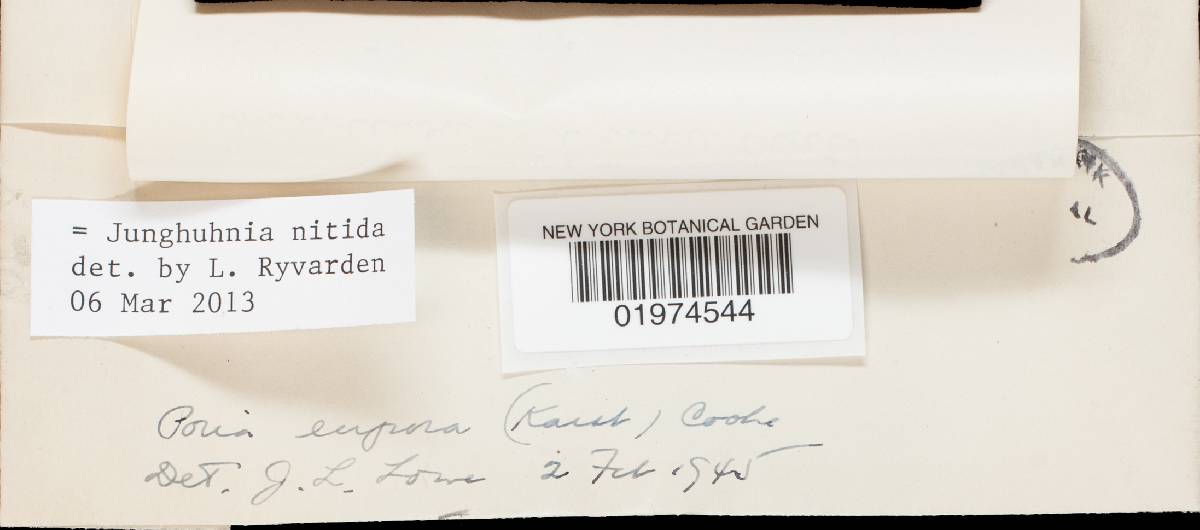 = Junghuhnia nitida
det. by L. Ryvarden
06 Mar 2013
NEW YORK BOTANICAL GARDEN
01974544
Poria eupora (Karst) Cooke
Det. J. L. Lowe 2 Feb 1945